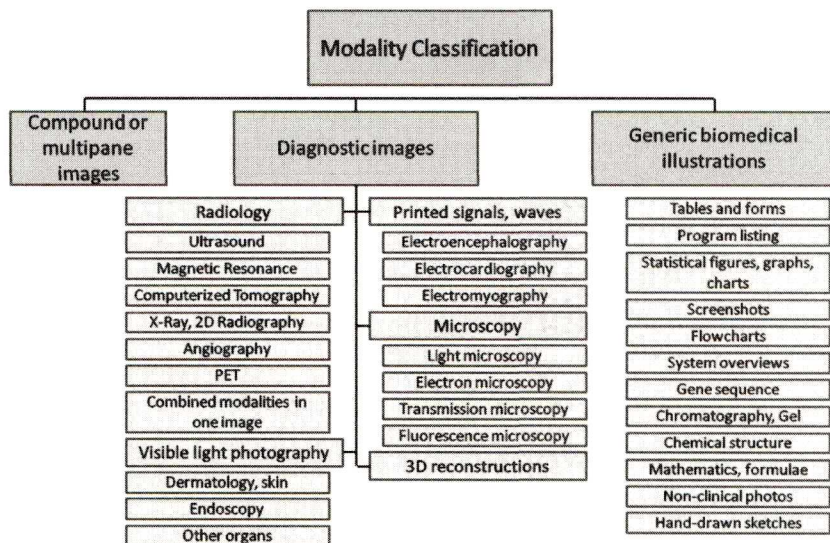 Modality Classification
Compound or
multipane
images
Diagnostic images
Generic biomedical
illustrations
Radiology
Ultrasound
Magnetic Resonance
Computerized Tomography
X-Ray, 2D Radiography
Angiography
PET
Combined modalities in
one image
Visible light photography
Dermatology, skin
Endoscopy
Other organs
Printed signals, waves
Electroencephalography
Electrocardiography
Electromyography
Microscopy
Light microscopy
Electron microscopy
Transmission microscopy
Fluorescence microscopy
3D reconstructions
Tables and forms
Program listing
Statistical figures, graphs,
charts
Screenshots
Flowcharts
System overviews
Gene sequence
Chromatography, Gel
Chemical structure
Mathematics, formulae
Non-clinical photos
Hand-drawn sketches